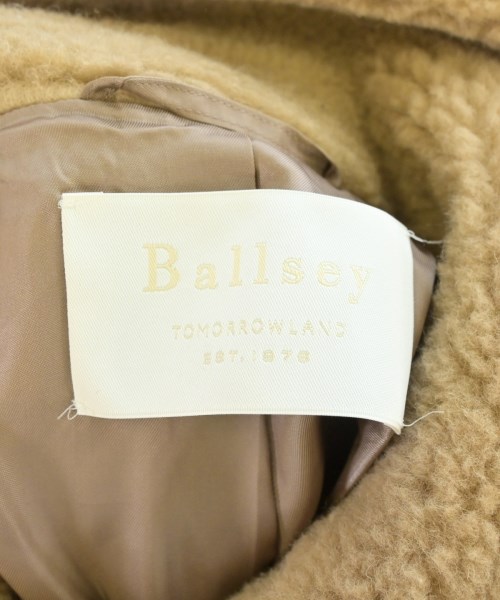 Ballsey
TOMORROWLAND
EST. 1978